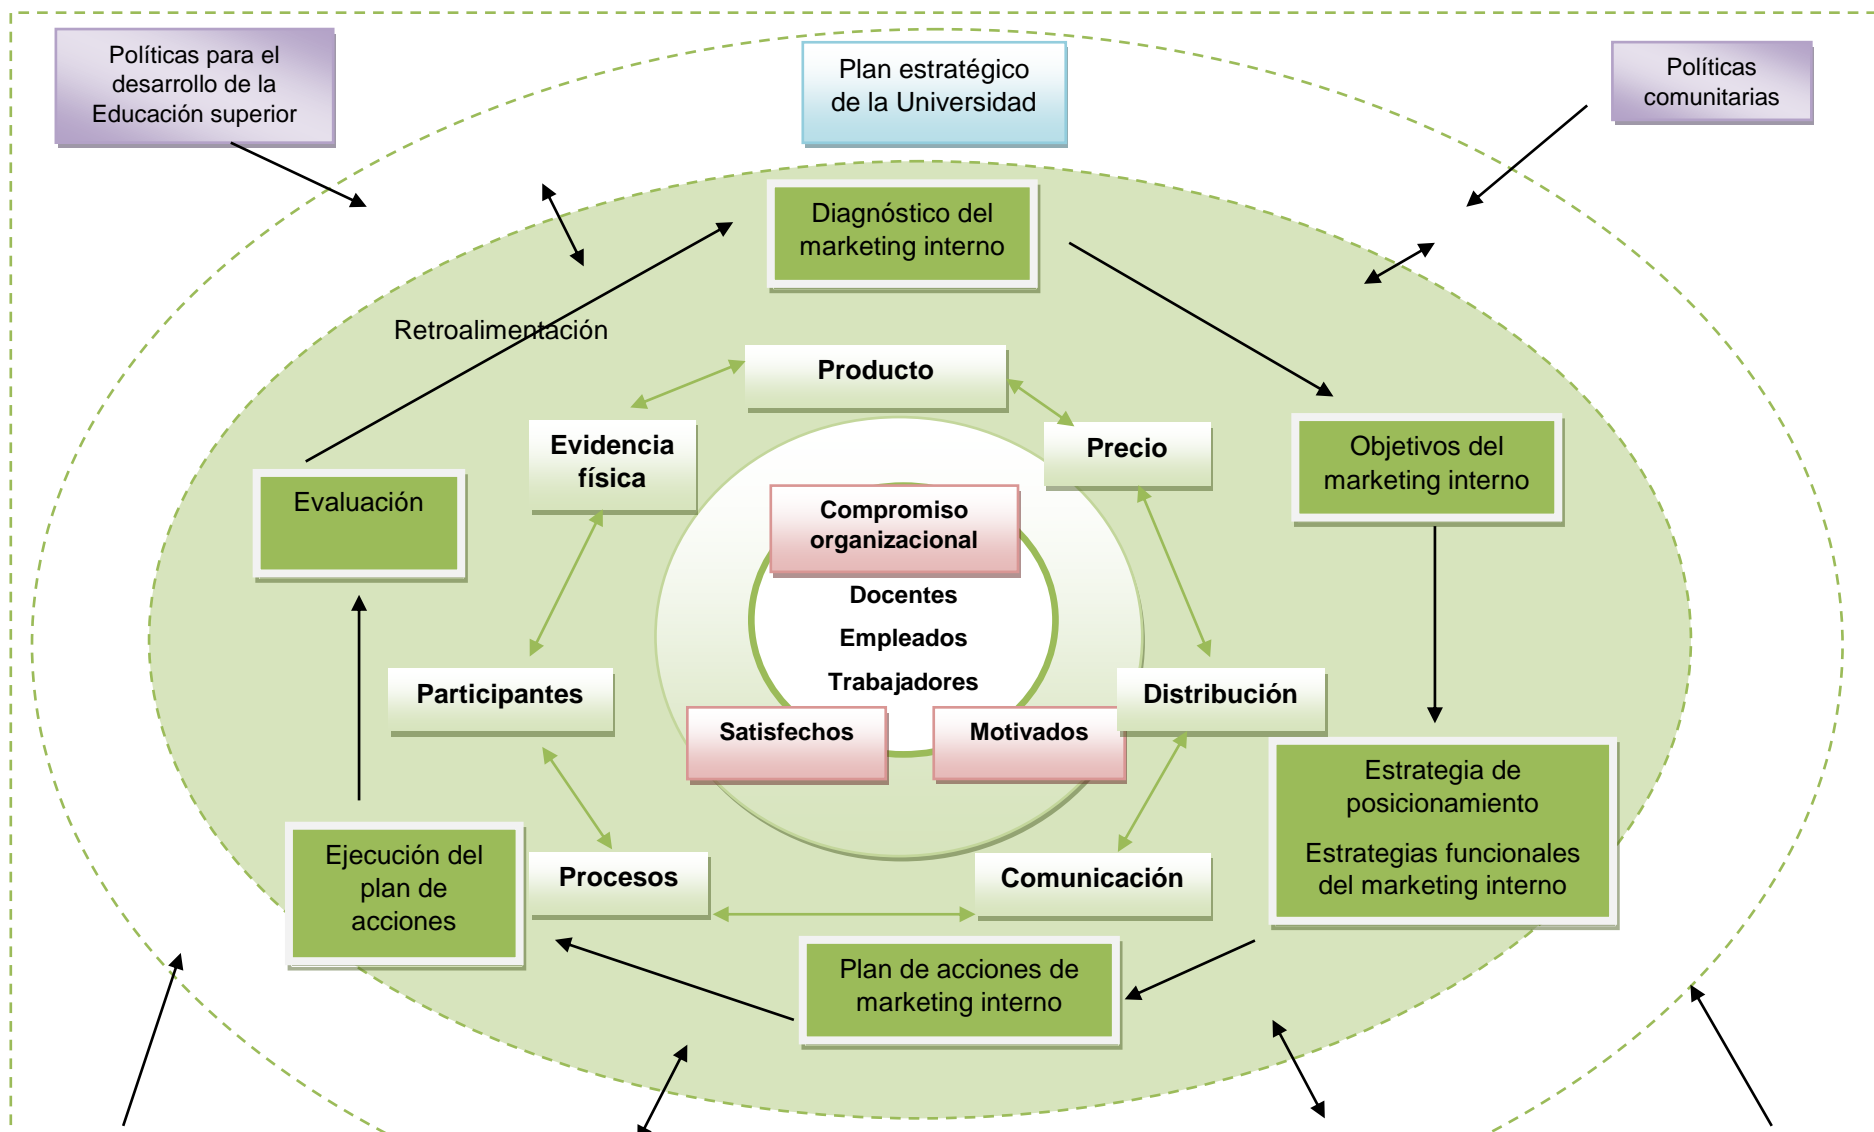 Políticas para el
desarrollo de la
Educación superior
Plan estratégico
de la Universidad
Políticas
comunitarias
Diagnóstico del
marketing interno
Retroalimentación
Producto
Evidencia
física
Precio
Objetivos del
marketing interno
Evaluación
Compromiso
organizacional
Docentes
Empleados
Trabajadores
Participantes
Distribución
Satisfechos
Motivados
Estrategia de
posicionamiento
Estrategias funcionales
del marketing interno
Ejecución del
plan de
acciones
Procesos
Comunicación
Plan de acciones de
marketing interno